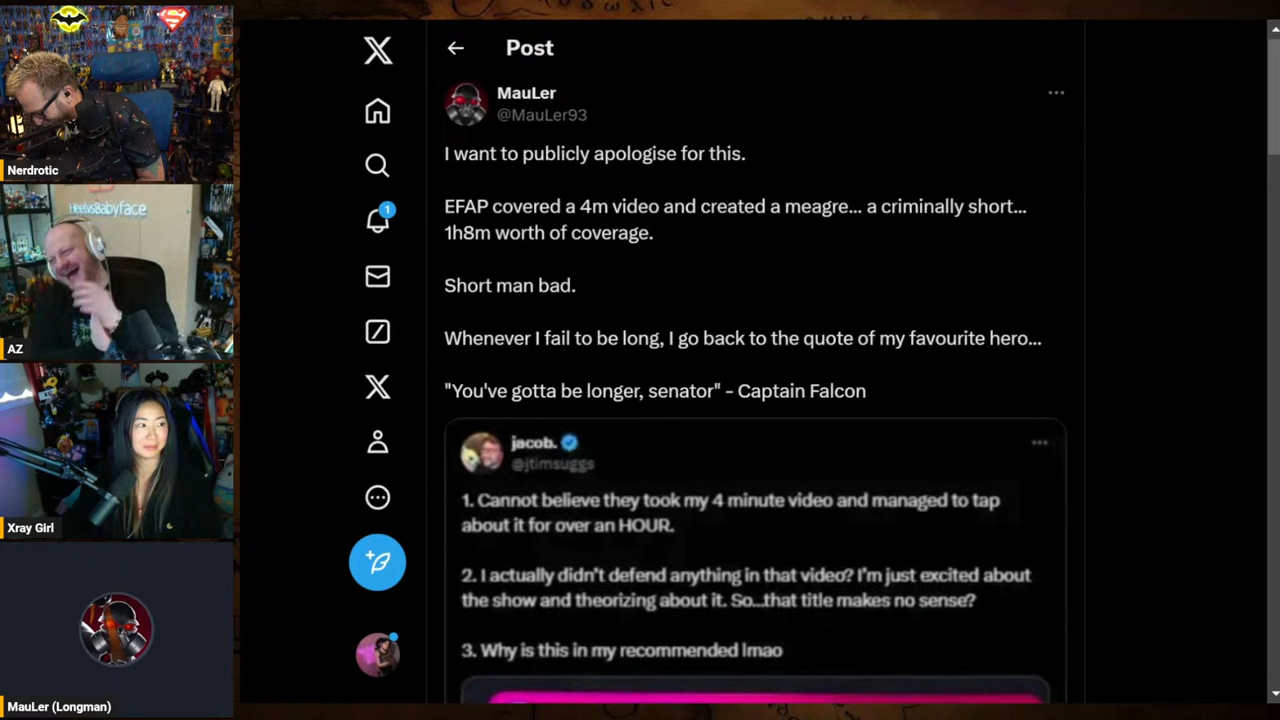 Post
MauLer
@MauLer93
I want to publicly apologise for this.
EFAP covered a 4m video and created a meagre... a criminally short...
1h8m worth of coverage.
Short man bad.
Whenever I fail to be long, I go back to the quote of my favourite hero...
"You've gotta be longer, senator" - Captain Falcon
jacob.
@jtimsuggs
1. Cannot believe they took my 4 minute video and managed to tap
about it for over an HOUR.
2. I actually didn't defend anything in that video? I'm just excited about
the show and theorizing about it. So...that title makes no sense?
3. Why is this in my recommended lmao
1
Nerdrotic
HeelvsBabyface
AZ
Xray Girl
MauLer (Longman)